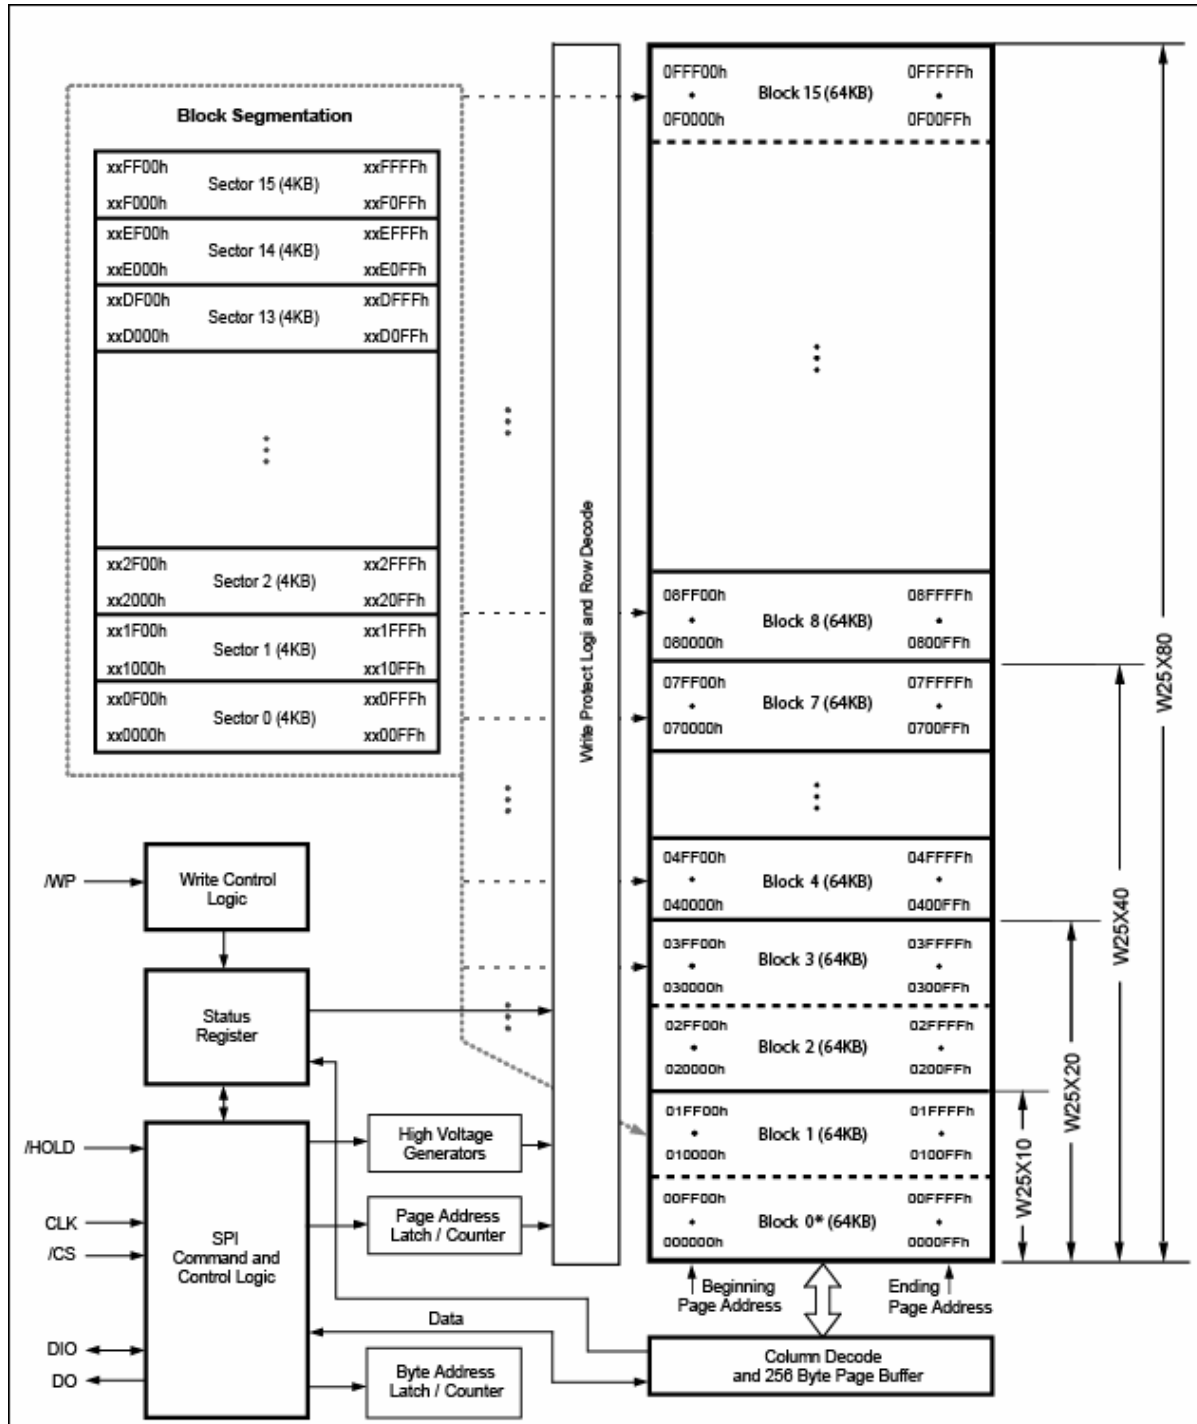 Block Segmentation
xxFF00h xxFFFFh
Sector 15 (4KB)
xxF000h xxF0FFh
xxEF00h xxEFFFh
Sector 14 (4KB)
xxE000h xxE0FFh
xxDF00h xxDFFFh
Sector 13 (4KB)
xxD000h xxD0FFh
xx2F00h xx2FFFh
Sector 2 (4KB)
xx2000h xx20FFh
xx1F00h xx1FFFh
Sector 1 (4KB)
xx1000h xx10FFh
xx0F00h xx0FFFh
Sector 0 (4KB)
xx0000h xx00FFh
/WP
Write Control
Logic
Status
Register
/HOLD
CLK
/CS
DIO
DO
SPI
Command and
Control Logic
High Voltage
Generators
Page Address
Latch / Counter
Data
Byte Address
Latch / Counter
Write Protect Logi and Row Decode
0FFF00h 0FFFFFh
Block 15 (64KB)
0F0000h 0F00FFh
08FF00h 08FFFFh
Block 8 (64KB)
080000h 0800FFh
07FF00h 07FFFFh
Block 7 (64KB)
070000h 0700FFh
04FF00h 04FFFFh
Block 4 (64KB)
040000h 0400FFh
03FF00h 03FFFFh
Block 3 (64KB)
030000h 0300FFh
02FF00h 02FFFFh
Block 2 (64KB)
020000h 0200FFh
01FF00h 01FFFFh
Block 1 (64KB)
010000h 0100FFh
00FF00h 00FFFFh
Block 0* (64KB)
000000h 0000FFh
Beginning
Page Address
Ending
Page Address
Column Decode
and 256 Byte Page Buffer
W25X10
W25X20
W25X40
W25X80